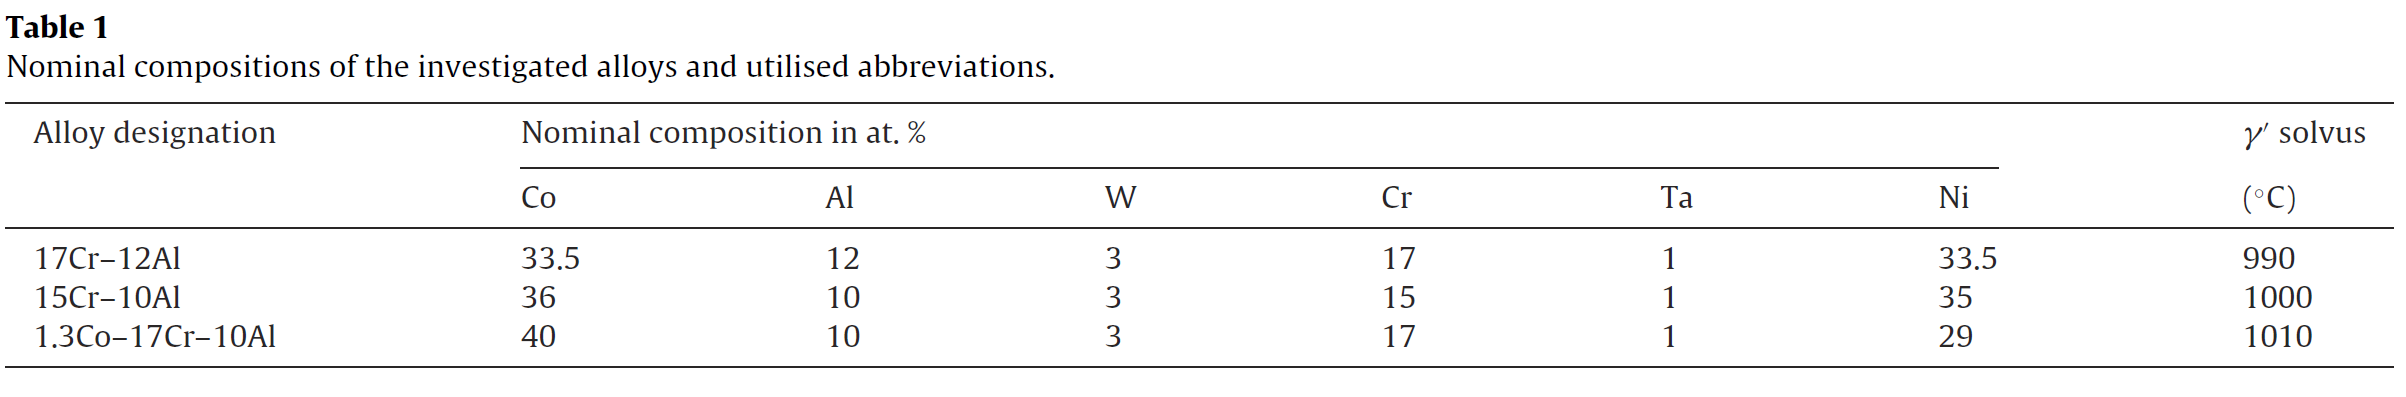 Table 1
Nominal compositions of the investigated alloys and utilised abbreviations.
Alloy designation Nominal composition in at. % γ′ solvus
Co Al W Cr Ta Ni (°C)
17Cr–12Al 33.5 12 3 17 1 33.5 990
15Cr–10Al 36 10 3 15 1 35 1000
1.3Co–17Cr–10Al 40 10 3 17 1 29 1010